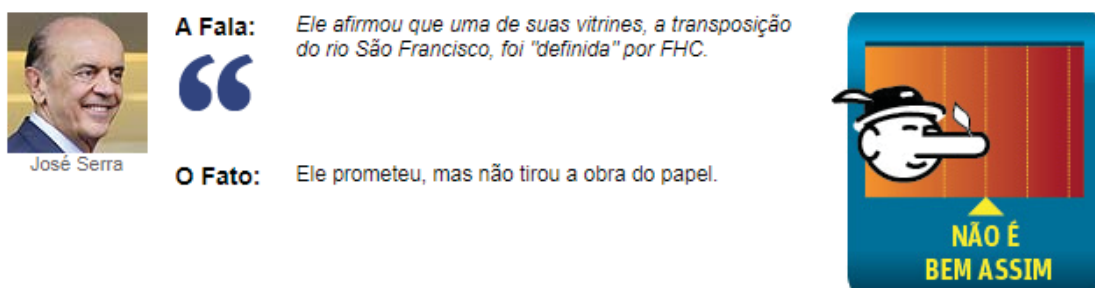 A Fala:
Ele afirmou que uma de suas vitrines, a transposição
do rio São Francisco, foi "definida" por FHC.
“
José Serra
O Fato:
Ele prometeu, mas não tirou a obra do papel.
NÃO É
BEM ASSIM